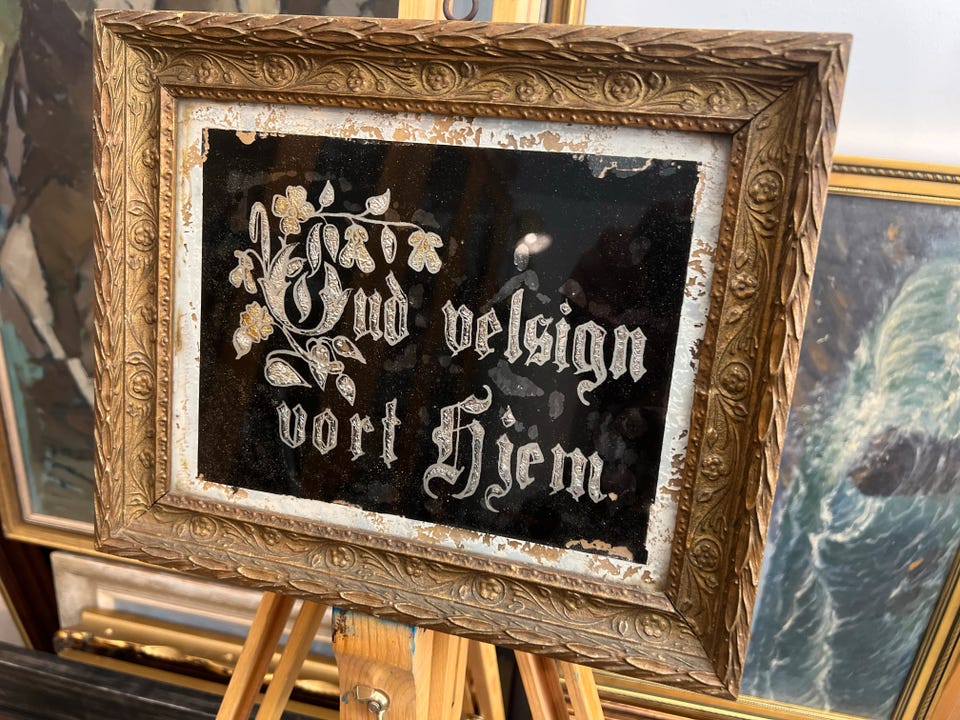 Gud velsign
vort Hjem.